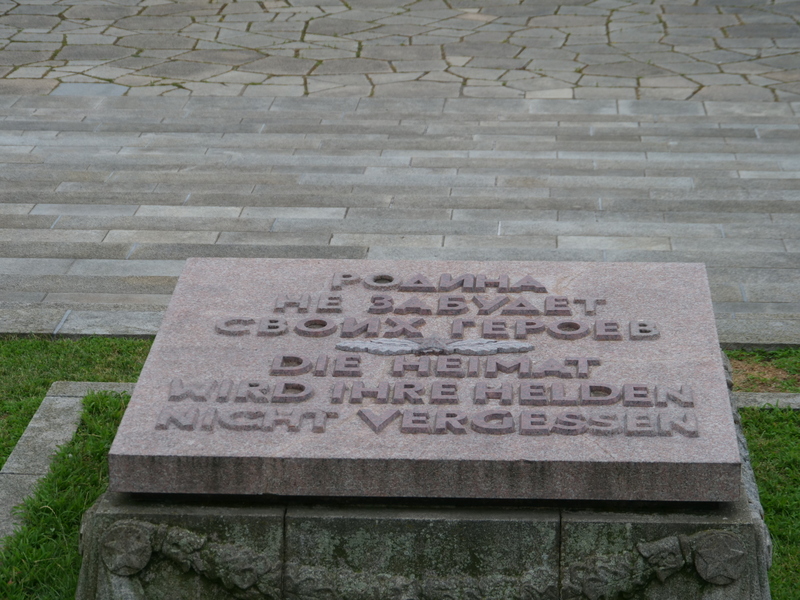 РОДИНА
НЕ ЗАБУДЕТ
СВОИХ ГЕРОЕВ
DIE HEIMAT
WIRD IHRE HELDEN
NICHT VERGESSEN